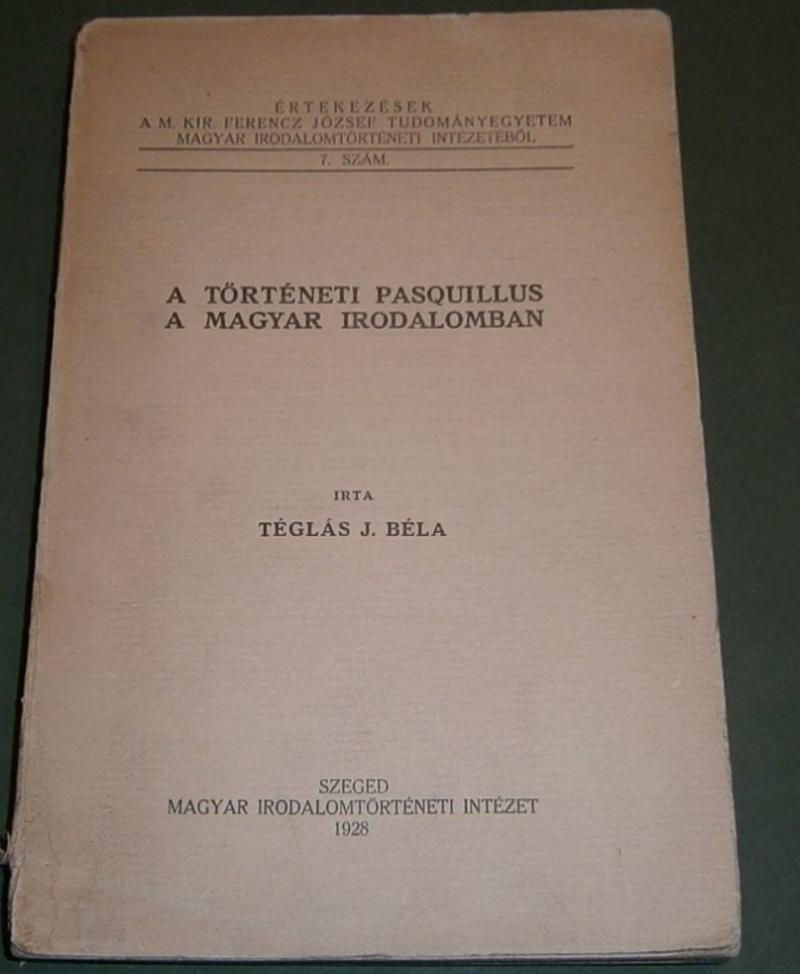 ÉRTEKEZÉSEK
A M. KIR. FERENCZ JÓZSEF TUDOMÁNYEGYETEM
MAGYAR IRODALOMTÖRTÉNETI INTÉZETÉBŐL
7. SZÁM.
A TÖRTÉNETI PASQUILLUS
A MAGYAR IRODALOMBAN
IRTA
TÉGLÁS J. BÉLA
SZEGED
MAGYAR IRODALOMTÖRTÉNETI INTÉZET
1928